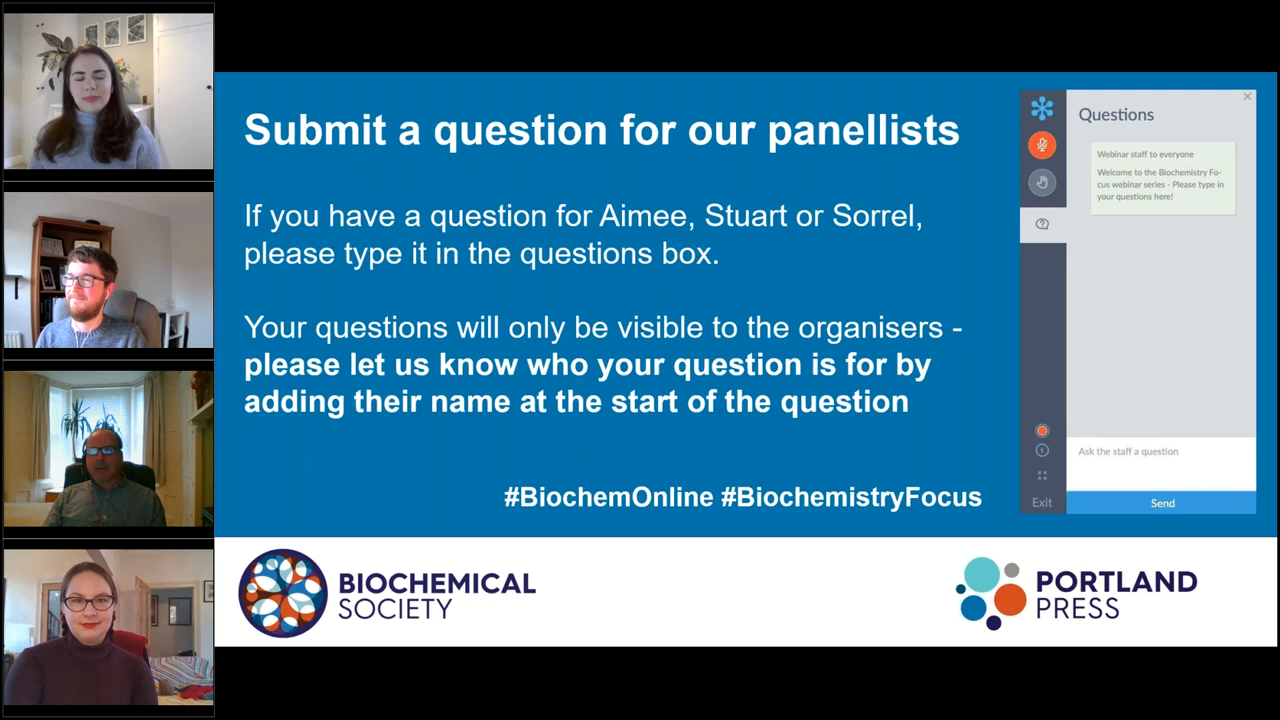 Submit a question for our panellists
If you have a question for Aimee, Stuart or Sorrel,
please type it in the questions box.
Your questions will only be visible to the organisers -
please let us know who your question is for by
adding their name at the start of the question
#BiochemOnline #BiochemistryFocus
Questions
Webinar staff to everyone
Welcome to the Biochemistry Fo-
cus webinar series - Please type in
your questions here!
Ask the staff a question
Exit
Send
BIOCHEMICAL
SOCIETY
PORTLAND
PRESS